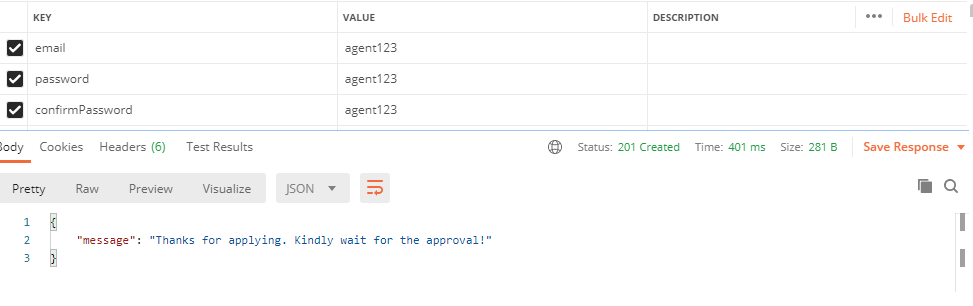 KEY VALUE DESCRIPTION ••• Bulk Edit
email agent123
password agent123
confirmPassword agent123
Body Cookies Headers (6) Test Results Status: 201 Created Time: 401 ms Size: 281 B Save Response
Pretty Raw Preview Visualize JSON
1 {
2 "message": "Thanks for applying. Kindly wait for the approval!"
3 }